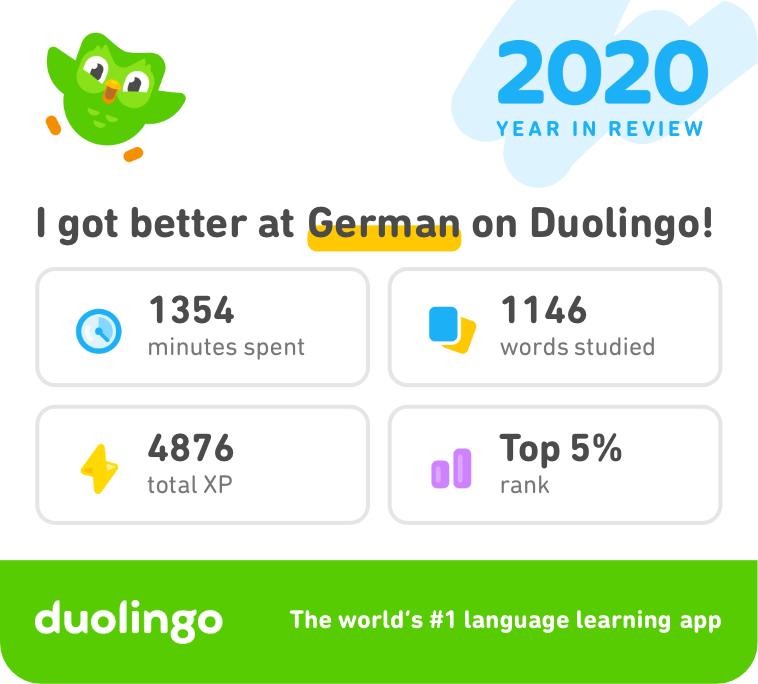 2020
YEAR IN REVIEW
I got better at German on Duolingo!
1354
minutes spent
1146
words studied
4876
total XP
Top 5%
rank
duolingo
The world's #1 language learning app